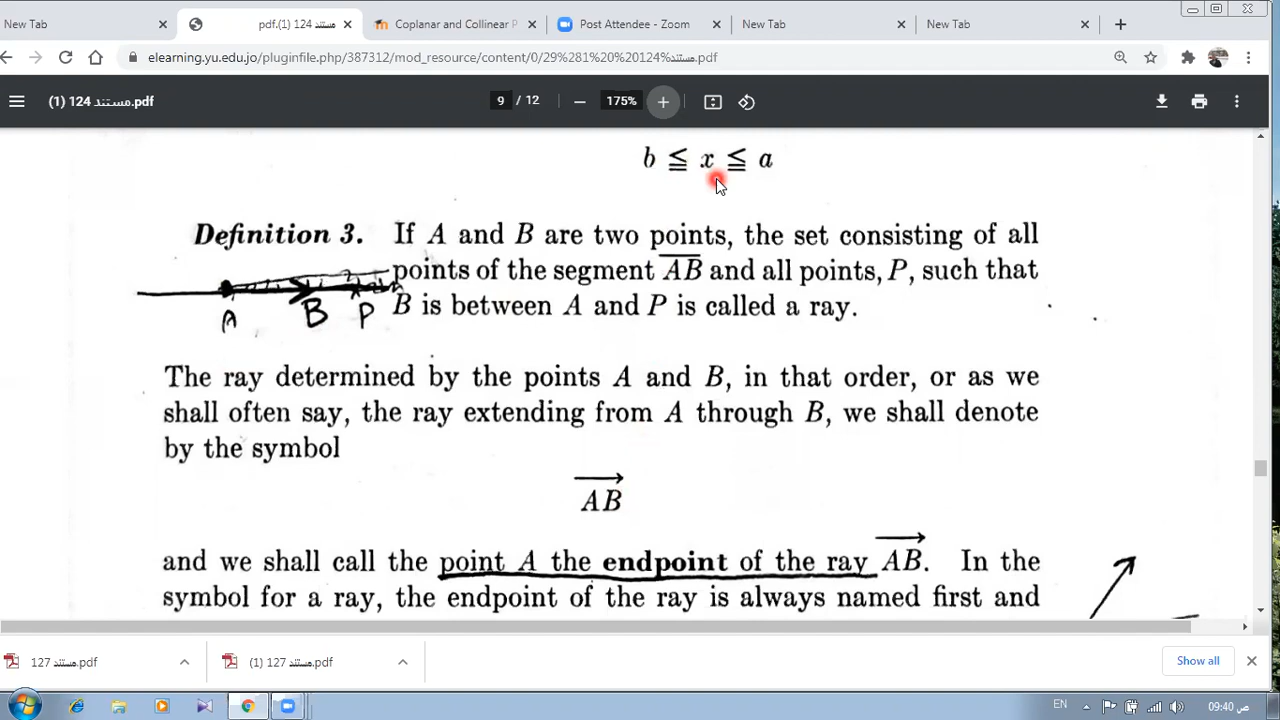 New Tab
pdf.(1) 124 مستند
Coplanar and Collinear P
Post Attendee - Zoom
New Tab
New Tab
elearning.yu.edu.jo/pluginfile.php/387312/mod_resource/content/0/29%281%20%20124%مستند.pdf
(1) 124 مستند.pdf
9 / 12
175%
b ≦ x ≦ a
Definition 3. If A and B are two points, the set consisting of all
points of the segment AB and all points, P, such that
B is between A and P is called a ray.
A B P
The ray determined by the points A and B, in that order, or as we
shall often say, the ray extending from A through B, we shall denote
by the symbol
AB
and we shall call the point A the endpoint of the ray AB. In the
symbol for a ray, the endpoint of the ray is always named first and
127 مستند.pdf
(1) 127 مستند.pdf
Show all
EN
09:40 ص